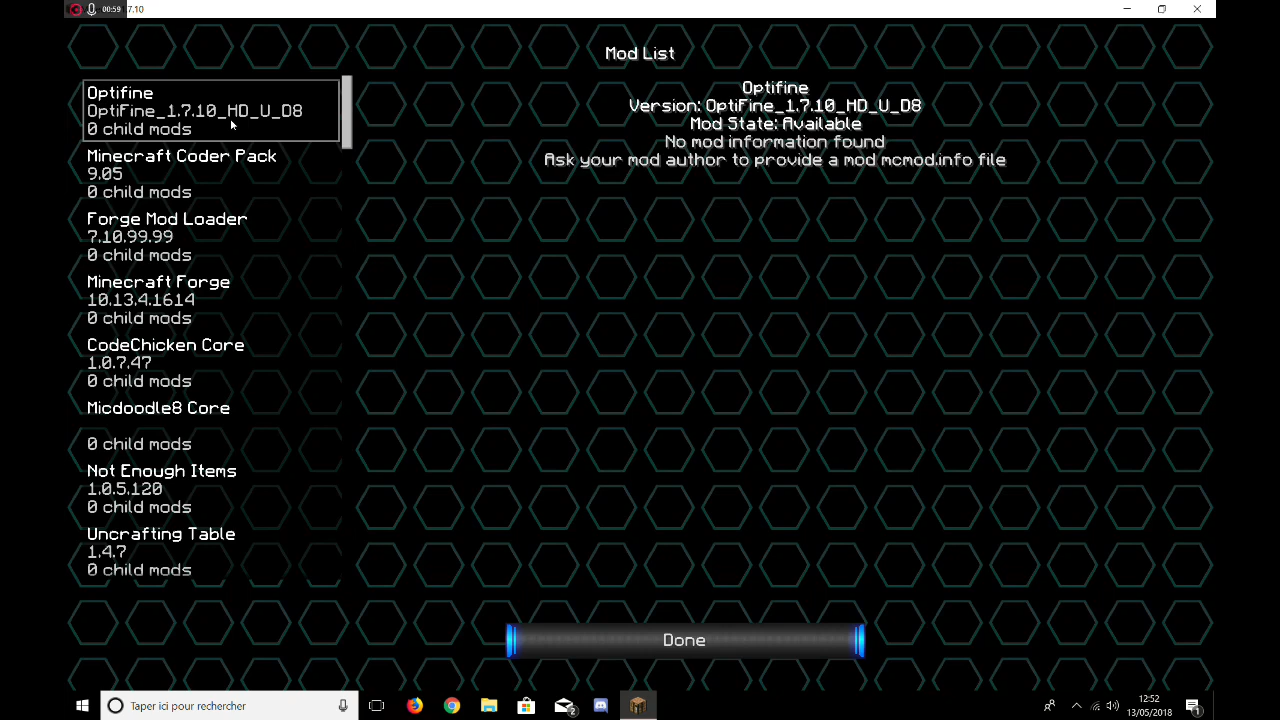 00:59 7.10
Mod List
Optifine
OptiFine_1.7.10_HD_U_D8
0 child mods
Minecraft Coder Pack
9.05
0 child mods
Forge Mod Loader
7.10.99.99
0 child mods
Minecraft Forge
10.13.4.1614
0 child mods
CodeChicken Core
1.0.7.47
0 child mods
Micdoodle8 Core
0 child mods
Not Enough Items
1.0.5.120
0 child mods
Uncrafting Table
1.4.7
0 child mods
Optifine
Version: OptiFine_1.7.10_HD_U_D8
Mod State: Available
No mod information found
Ask your mod author to provide a mod mcmod.info file
Done
Taper ici pour rechercher
2
12:52
13/05/2018
1